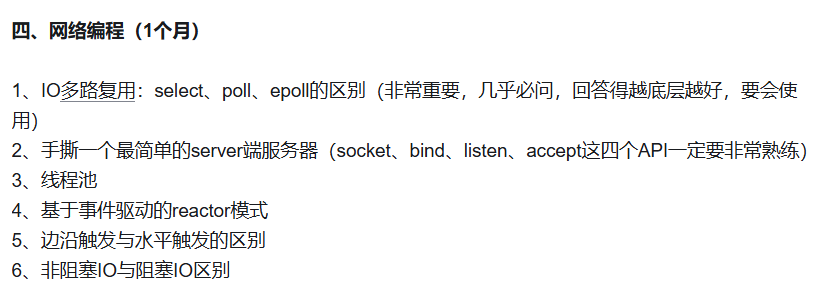 四、网络编程（1个月）
1、IO多路复用：select、poll、epoll的区别（非常重要，几乎必问，回答得越底层越好，要会使
用）
2、手撕一个最简单的server端服务器（socket、bind、listen、accept这四个API一定要非常熟练）
3、线程池
4、基于事件驱动的reactor模式
5、边沿触发与水平触发的区别
6、非阻塞IO与阻塞IO区别